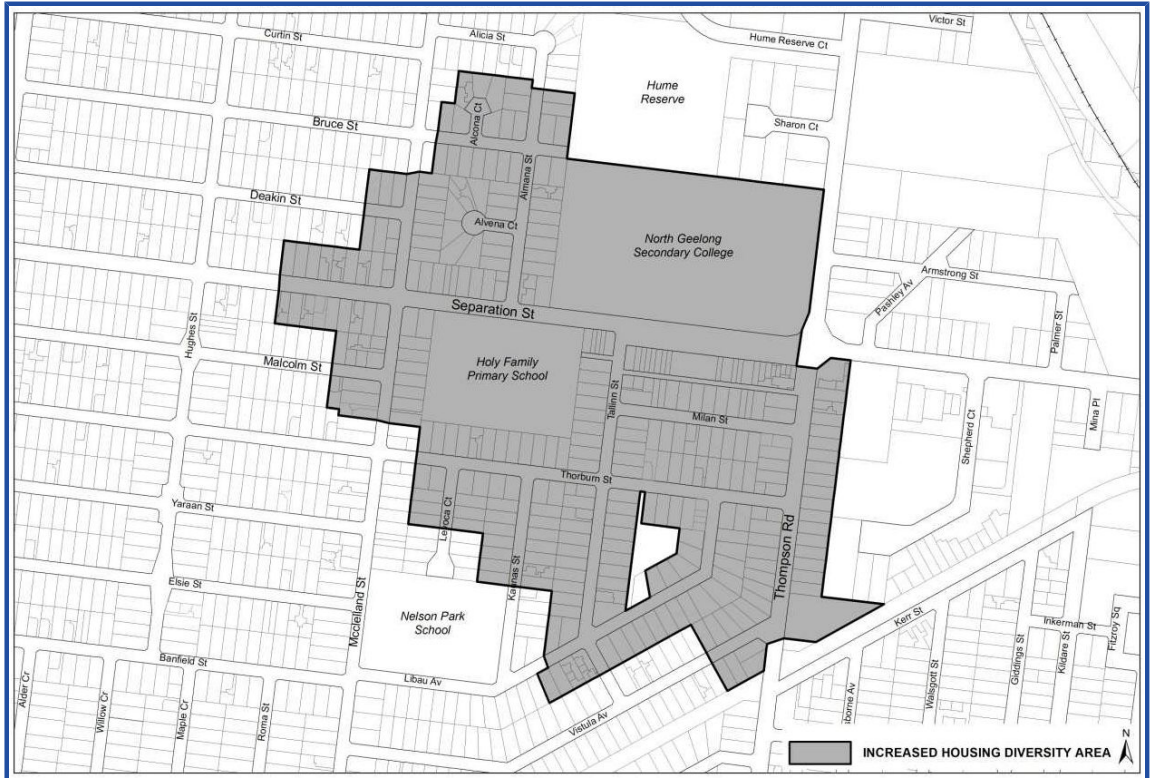 Victor St
Curtin St
Alicia St
Hume Reserve Ct
Hume
Reserve
Alcona Ct
Bruce St
Sharon Ct
Almana St
Deakin St
Alvena Ct
North Geelong
Secondary College
Armstrong St
Pashley Av
Separation St
Palmer St
Hughes St
Malcolm St
Holy Family
Primary School
Tallinn St
Milan St
Mina Pl
Shepherd Ct
Thorburn St
Yaraan St
Leroca Ct
Thompson Rd
Elsie St
Kaunas St
Mcclelland St
Nelson Park
School
Kerr St
Inkerman St
Fitzroy Sq
Kildare St
Giddings St
Walsgott St
Banfield St
Libau Av
Alder Cr
Willow Cr
Maple Cr
Roma St
Vistula Av
borne Av
N
INCREASED HOUSING DIVERSITY AREA